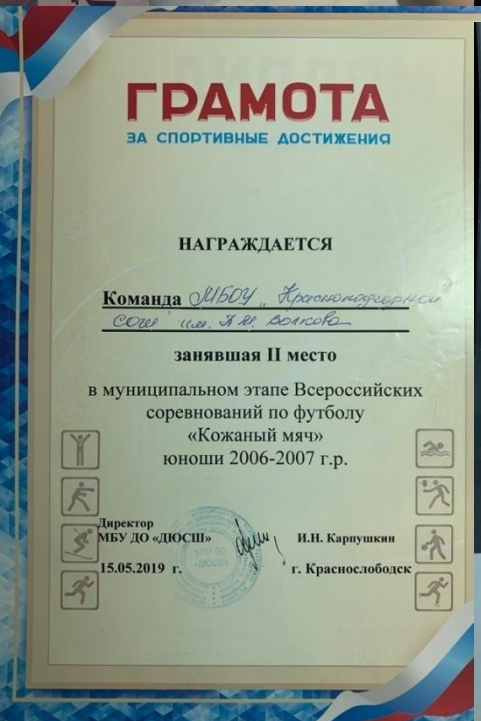 ГРАМОТА
ЗА СПОРТИВНЫЕ ДОСТИЖЕНИЯ
НАГРАЖДАЕТСЯ
Команда МБОУ „Красноподгорной
СОШ" им. П.М. Волкова
занявшая II место
в муниципальном этапе Всероссийских
соревнований по футболу
«Кожаный мяч»
юноши 2006-2007 г.р.
Директор
МБУ ДО «ДЮСШ» И.Н. Карпушкин
15.05.2019 г. г. Краснослободск